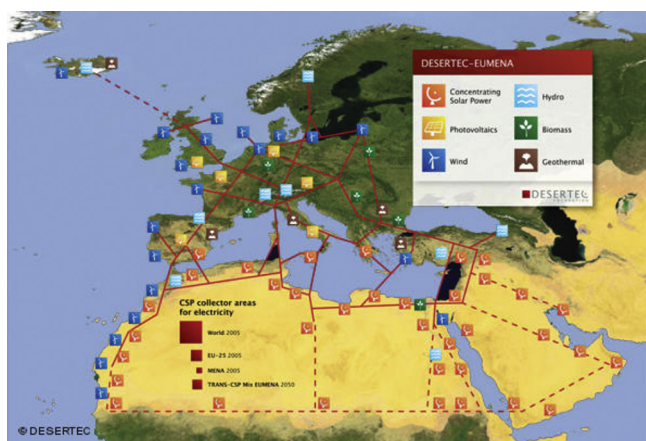 DESERTEC-EUMENA
Concentrating
Solar Power
Hydro
Photovoltaics
Biomass
Wind
Geothermal
DESERTEC
FOUNDATION
CSP collector areas
for electricity
World 2005
EU-25 2005
MENA 2005
TRANS-CSP Mix EUMENA 2050
© DESERTEC